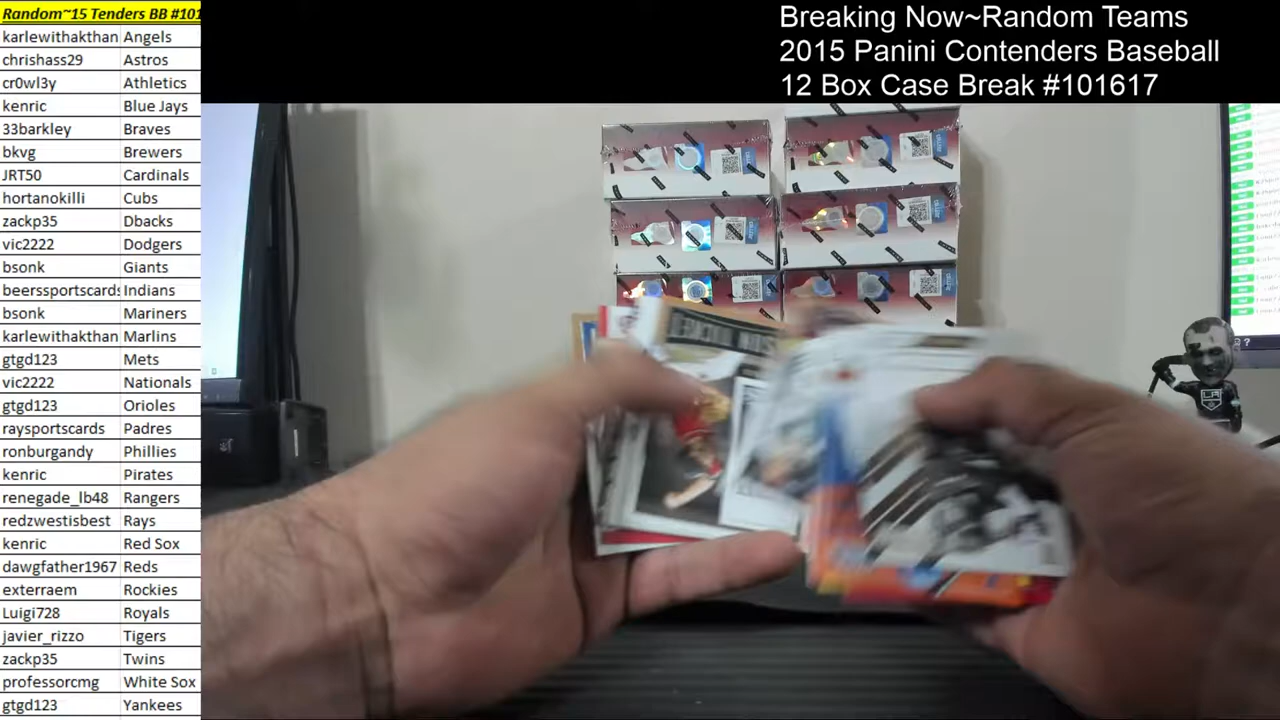 Random~15 Tenders BB #101
karlewithakthan Angels
chrishass29 Astros
cr0wl3y Athletics
kenric Blue Jays
33barkley Braves
bkvg Brewers
JRT50 Cardinals
hortanokilli Cubs
zackp35 Dbacks
vic2222 Dodgers
bsonk Giants
beerssportscards Indians
bsonk Mariners
karlewithakthan Marlins
gtgd123 Mets
vic2222 Nationals
gtgd123 Orioles
raysportscards Padres
ronburgandy Phillies
kenric Pirates
renegade_lb48 Rangers
redzwestisbest Rays
kenric Red Sox
dawgfather1967 Reds
exterraem Rockies
Luigi728 Royals
javier_rizzo Tigers
zackp35 Twins
professorcmg White Sox
gtgd123 Yankees
Breaking Now~Random Teams
2015 Panini Contenders Baseball
12 Box Case Break #101617